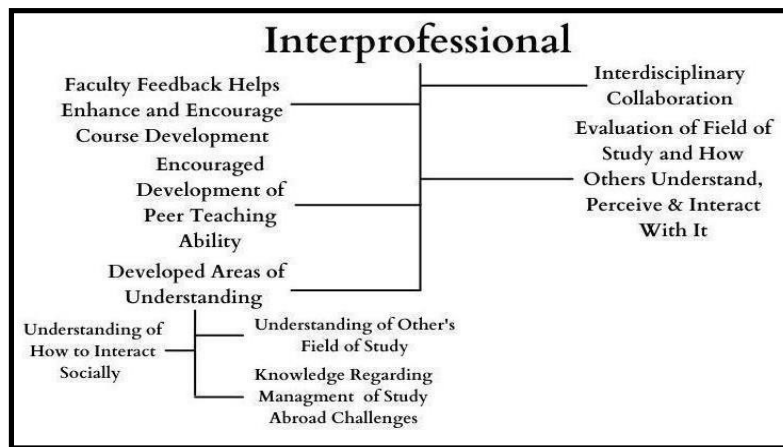 Interprofessional
Faculty Feedback Helps
Enhance and Encourage
Course Development
Encouraged
Development of
Peer Teaching
Ability
Developed Areas of
Understanding
Understanding of
How to Interact
Socially
Understanding of Other's
Field of Study
Knowledge Regarding
Managment of Study
Abroad Challenges
Interdisciplinary
Collaboration
Evaluation of Field of
Study and How
Others Understand,
Perceive & Interact
With It